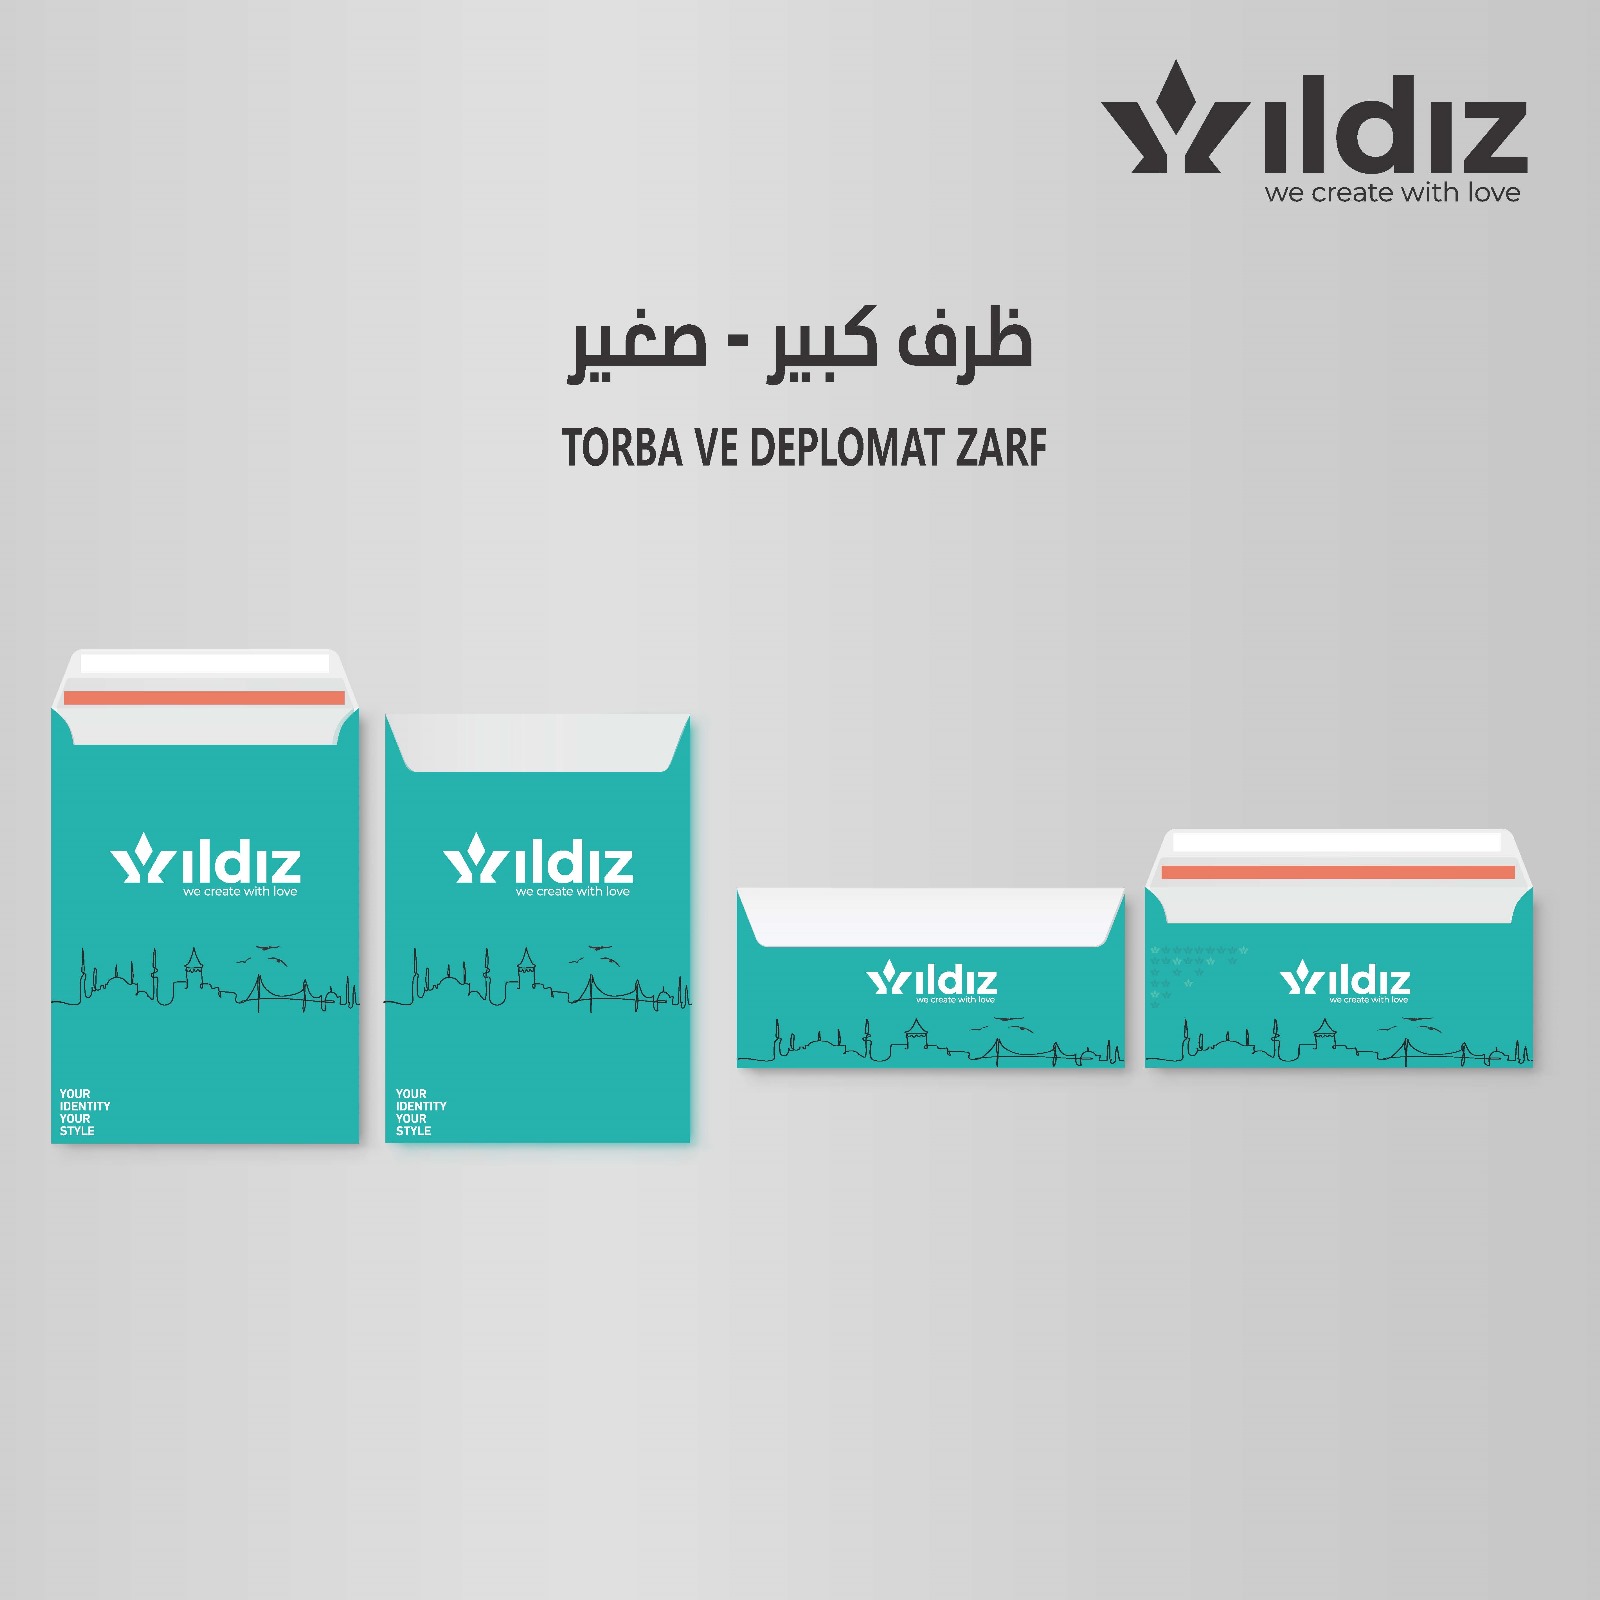 Yıldız
we create with love
ظرف كبير - صغير
TORBA VE DEPLOMAT ZARF
Yıldız
we create with love
YOUR
IDENTITY
YOUR
STYLE
Yıldız
we create with love
YOUR
IDENTITY
YOUR
STYLE
Yıldız
we create with love
Yıldız
we create with love